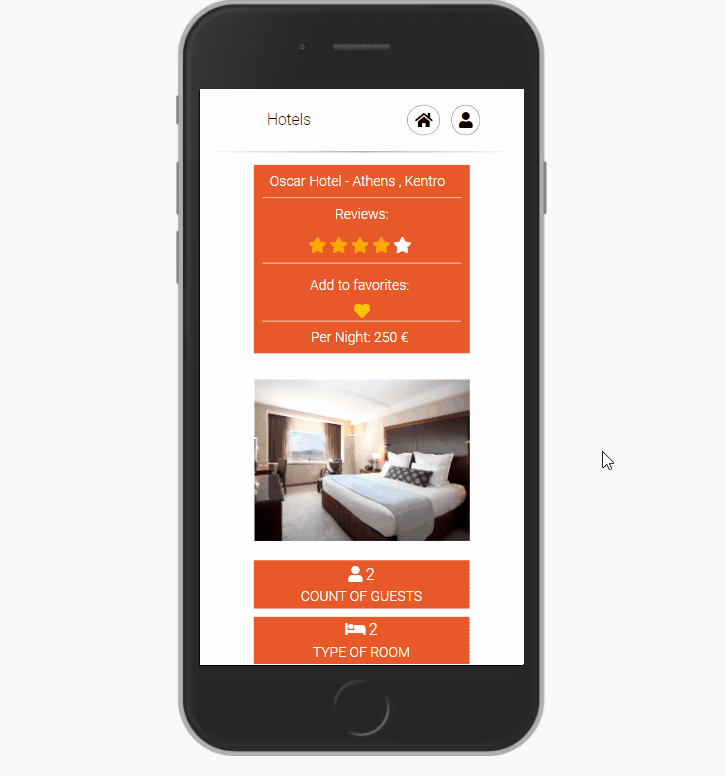 Hotels
Oscar Hotel - Athens , Kentro
Reviews:
Add to favorites:
Per Night: 250 €
2
COUNT OF GUESTS
2
TYPE OF ROOM